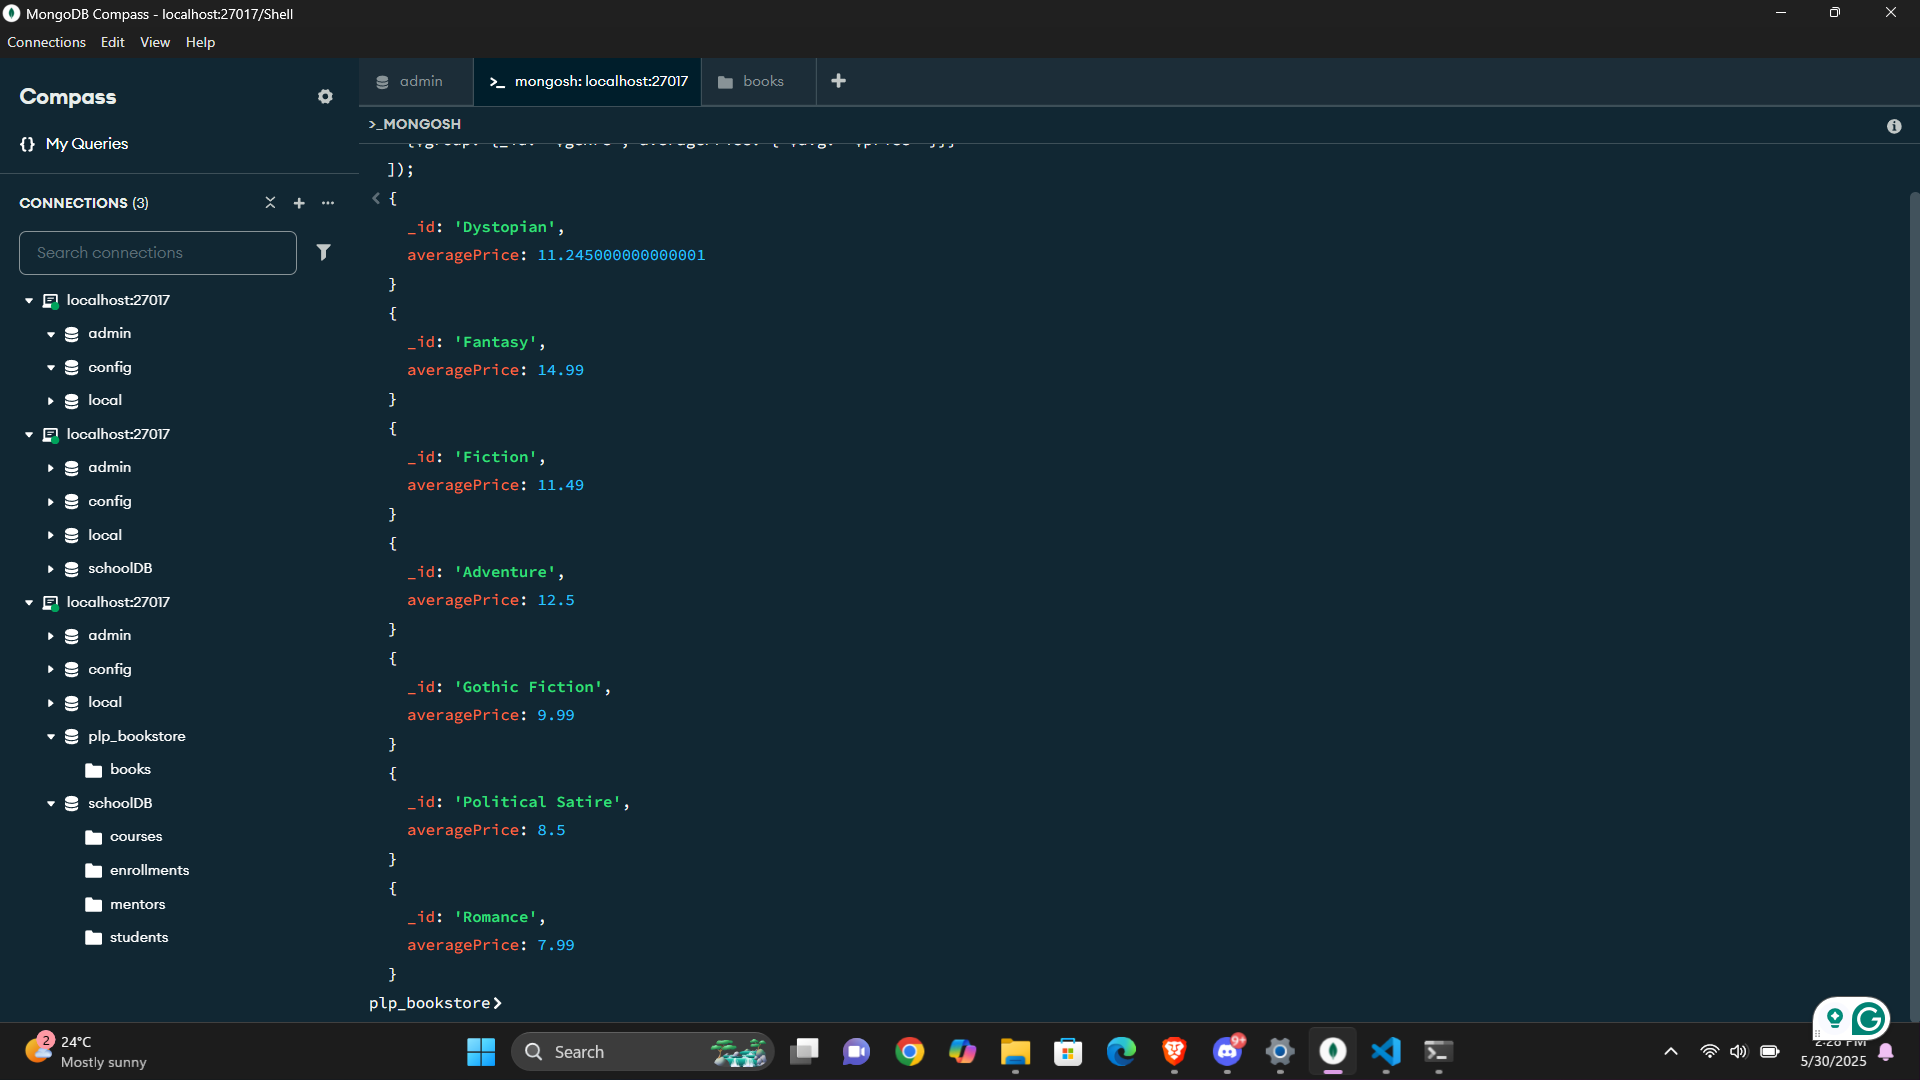 MongoDB Compass - localhost:27017/Shell
Connections Edit View Help
Compass
{} My Queries
CONNECTIONS (3)
Search connections
localhost:27017
admin
config
local
localhost:27017
admin
config
local
schoolDB
localhost:27017
admin
config
local
plp_bookstore
books
schoolDB
courses
enrollments
mentors
students
admin
>_ mongosh: localhost:27017
books
>_MONGOSH
]);
{
_id: 'Dystopian',
averagePrice: 11.245000000000001
}
{
_id: 'Fantasy',
averagePrice: 14.99
}
{
_id: 'Fiction',
averagePrice: 11.49
}
{
_id: 'Adventure',
averagePrice: 12.5
}
{
_id: 'Gothic Fiction',
averagePrice: 9.99
}
{
_id: 'Political Satire',
averagePrice: 8.5
}
{
_id: 'Romance',
averagePrice: 7.99
}
plp_bookstore>
2
24°C
Mostly sunny
Search
9+
5/30/2025